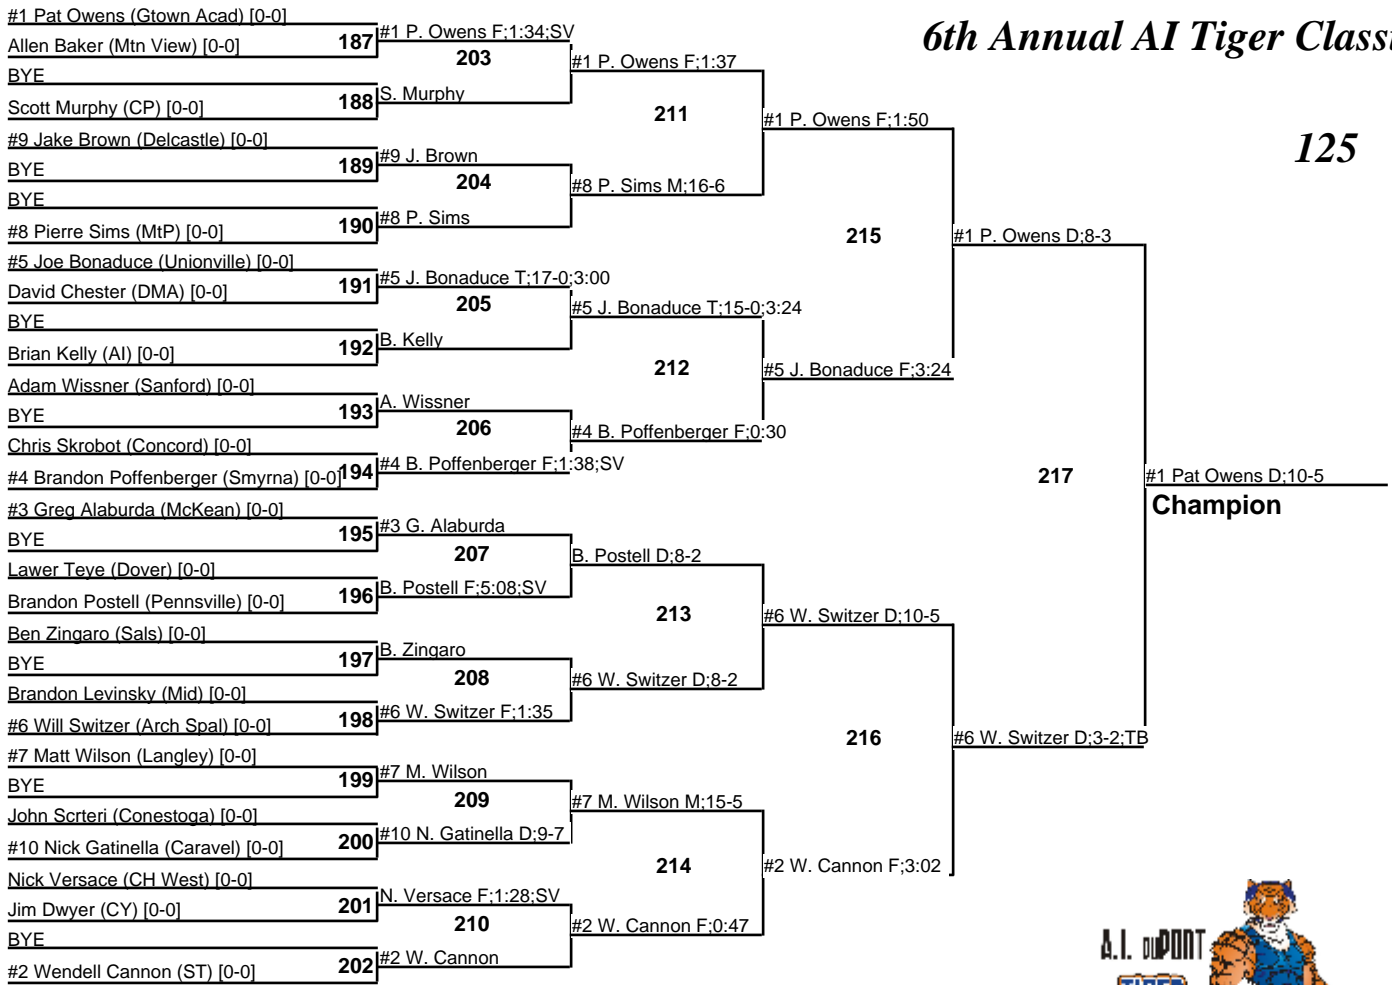 6th Annual AI Tiger Classi
125
#1 Pat Owens (Gtown Acad) [0-0]
Allen Baker (Mtn View) [0-0]
BYE
Scott Murphy (CP) [0-0]
#9 Jake Brown (Delcastle) [0-0]
BYE
BYE
#8 Pierre Sims (MtP) [0-0]
#5 Joe Bonaduce (Unionville) [0-0]
David Chester (DMA) [0-0]
BYE
Brian Kelly (AI) [0-0]
Adam Wissner (Sanford) [0-0]
BYE
Chris Skrobot (Concord) [0-0]
#4 Brandon Poffenberger (Smyrna) [0-0]
#3 Greg Alaburda (McKean) [0-0]
BYE
Lawer Teye (Dover) [0-0]
Brandon Postell (Pennsville) [0-0]
Ben Zingaro (Sals) [0-0]
BYE
Brandon Levinsky (Mid) [0-0]
#6 Will Switzer (Arch Spal) [0-0]
#7 Matt Wilson (Langley) [0-0]
BYE
John Scrteri (Conestoga) [0-0]
#10 Nick Gatinella (Caravel) [0-0]
Nick Versace (CH West) [0-0]
Jim Dwyer (CY) [0-0]
BYE
#2 Wendell Cannon (ST) [0-0]
187
188
189
190
191
192
193
194
195
196
197
198
199
200
201
202
#1 P. Owens F;1:34;SV
203
S. Murphy
#9 J. Brown
204
#8 P. Sims
#5 J. Bonaduce T;17-0;3:00
205
B. Kelly
A. Wissner
206
#4 B. Poffenberger F;1:38;SV
#3 G. Alaburda
207
B. Postell F;5:08;SV
B. Zingaro
208
#6 W. Switzer F;1:35
#7 M. Wilson
209
#10 N. Gatinella D;9-7
N. Versace F;1:28;SV
210
#2 W. Cannon
#1 P. Owens F;1:37
211
#8 P. Sims M;16-6
#5 J. Bonaduce T;15-0;3:24
212
#4 B. Poffenberger F;0:30
B. Postell D;8-2
213
#6 W. Switzer D;8-2
#7 M. Wilson M;15-5
214
#2 W. Cannon F;0:47
#1 P. Owens F;1:50
215
#5 J. Bonaduce F;3:24
#6 W. Switzer D;10-5
216
#2 W. Cannon F;3:02
#1 P. Owens D;8-3
217
#6 W. Switzer D;3-2;TB
#1 Pat Owens D;10-5
Champion
A.I. duPONT
TIGER